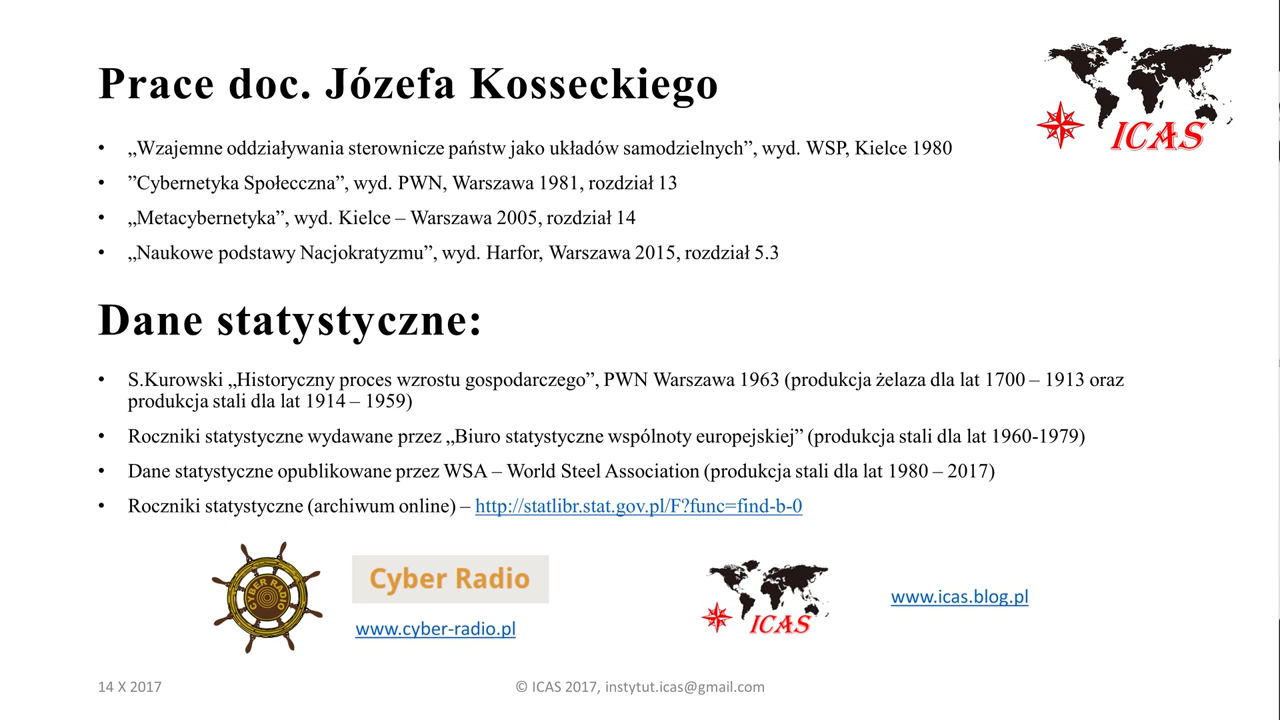 Prace doc. Józefa Kosseckiego
ICAS
• „Wzajemne oddziaływania sterownicze państw jako układów samodzielnych”, wyd. WSP, Kielce 1980
• ”Cybernetyka Społecczna”, wyd. PWN, Warszawa 1981, rozdział 13
• „Metacybernetyka”, wyd. Kielce – Warszawa 2005, rozdział 14
• „Naukowe podstawy Nacjokratyzmu”, wyd. Harfor, Warszawa 2015, rozdział 5.3
Dane statystyczne:
• S.Kurowski „Historyczny proces wzrostu gospodarczego”, PWN Warszawa 1963 (produkcja żelaza dla lat 1700 – 1913 oraz
produkcja stali dla lat 1914 – 1959)
• Roczniki statystyczne wydawane przez „Biuro statystyczne wspólnoty europejskiej” (produkcja stali dla lat 1960-1979)
• Dane statystyczne opublikowane przez WSA – World Steel Association (produkcja stali dla lat 1980 – 2017)
• Roczniki statystyczne (archiwum online) – http://statlibr.stat.gov.pl/F?func=find-b-0
CYBER RADIO
Cyber Radio
www.cyber-radio.pl
ICAS
www.icas.blog.pl
14 X 2017
© ICAS 2017, instytut.icas@gmail.com